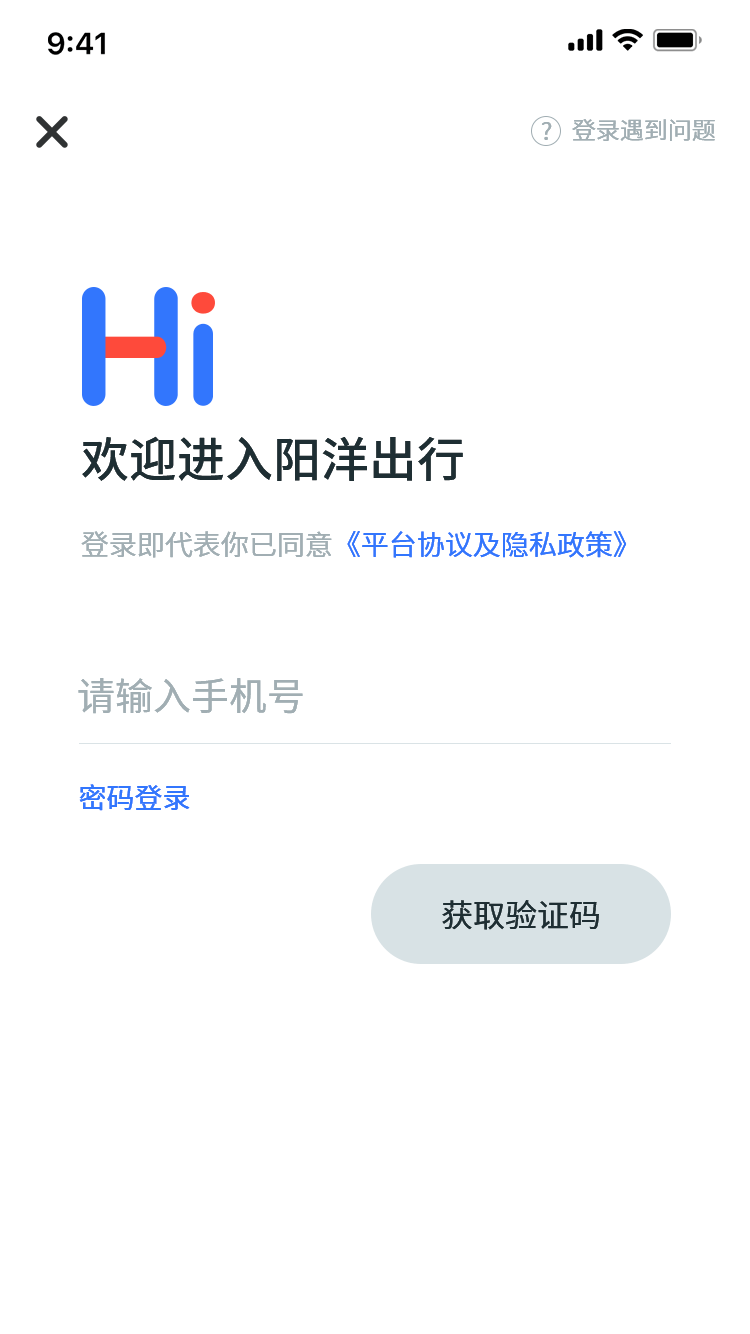 9:41
? 登录遇到问题
Hi
欢迎进入阳洋出行
登录即代表你已同意《平台协议及隐私政策》
请输入手机号
密码登录
获取验证码